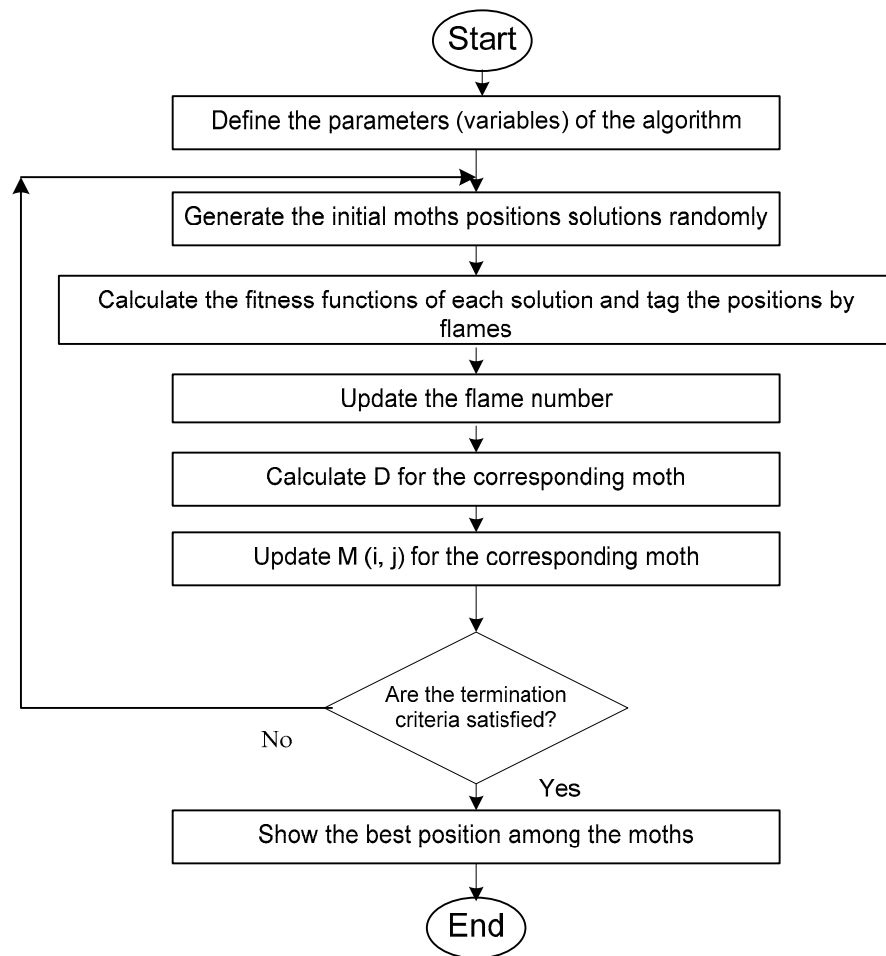 Start
Define the parameters (variables) of the algorithm
Generate the initial moths positions solutions randomly
Calculate the fitness functions of each solution and tag the positions by
flames
Update the flame number
Calculate D for the corresponding moth
Update M (i, j) for the corresponding moth
Are the termination
criteria satisfied?
No
Yes
Show the best position among the moths
End